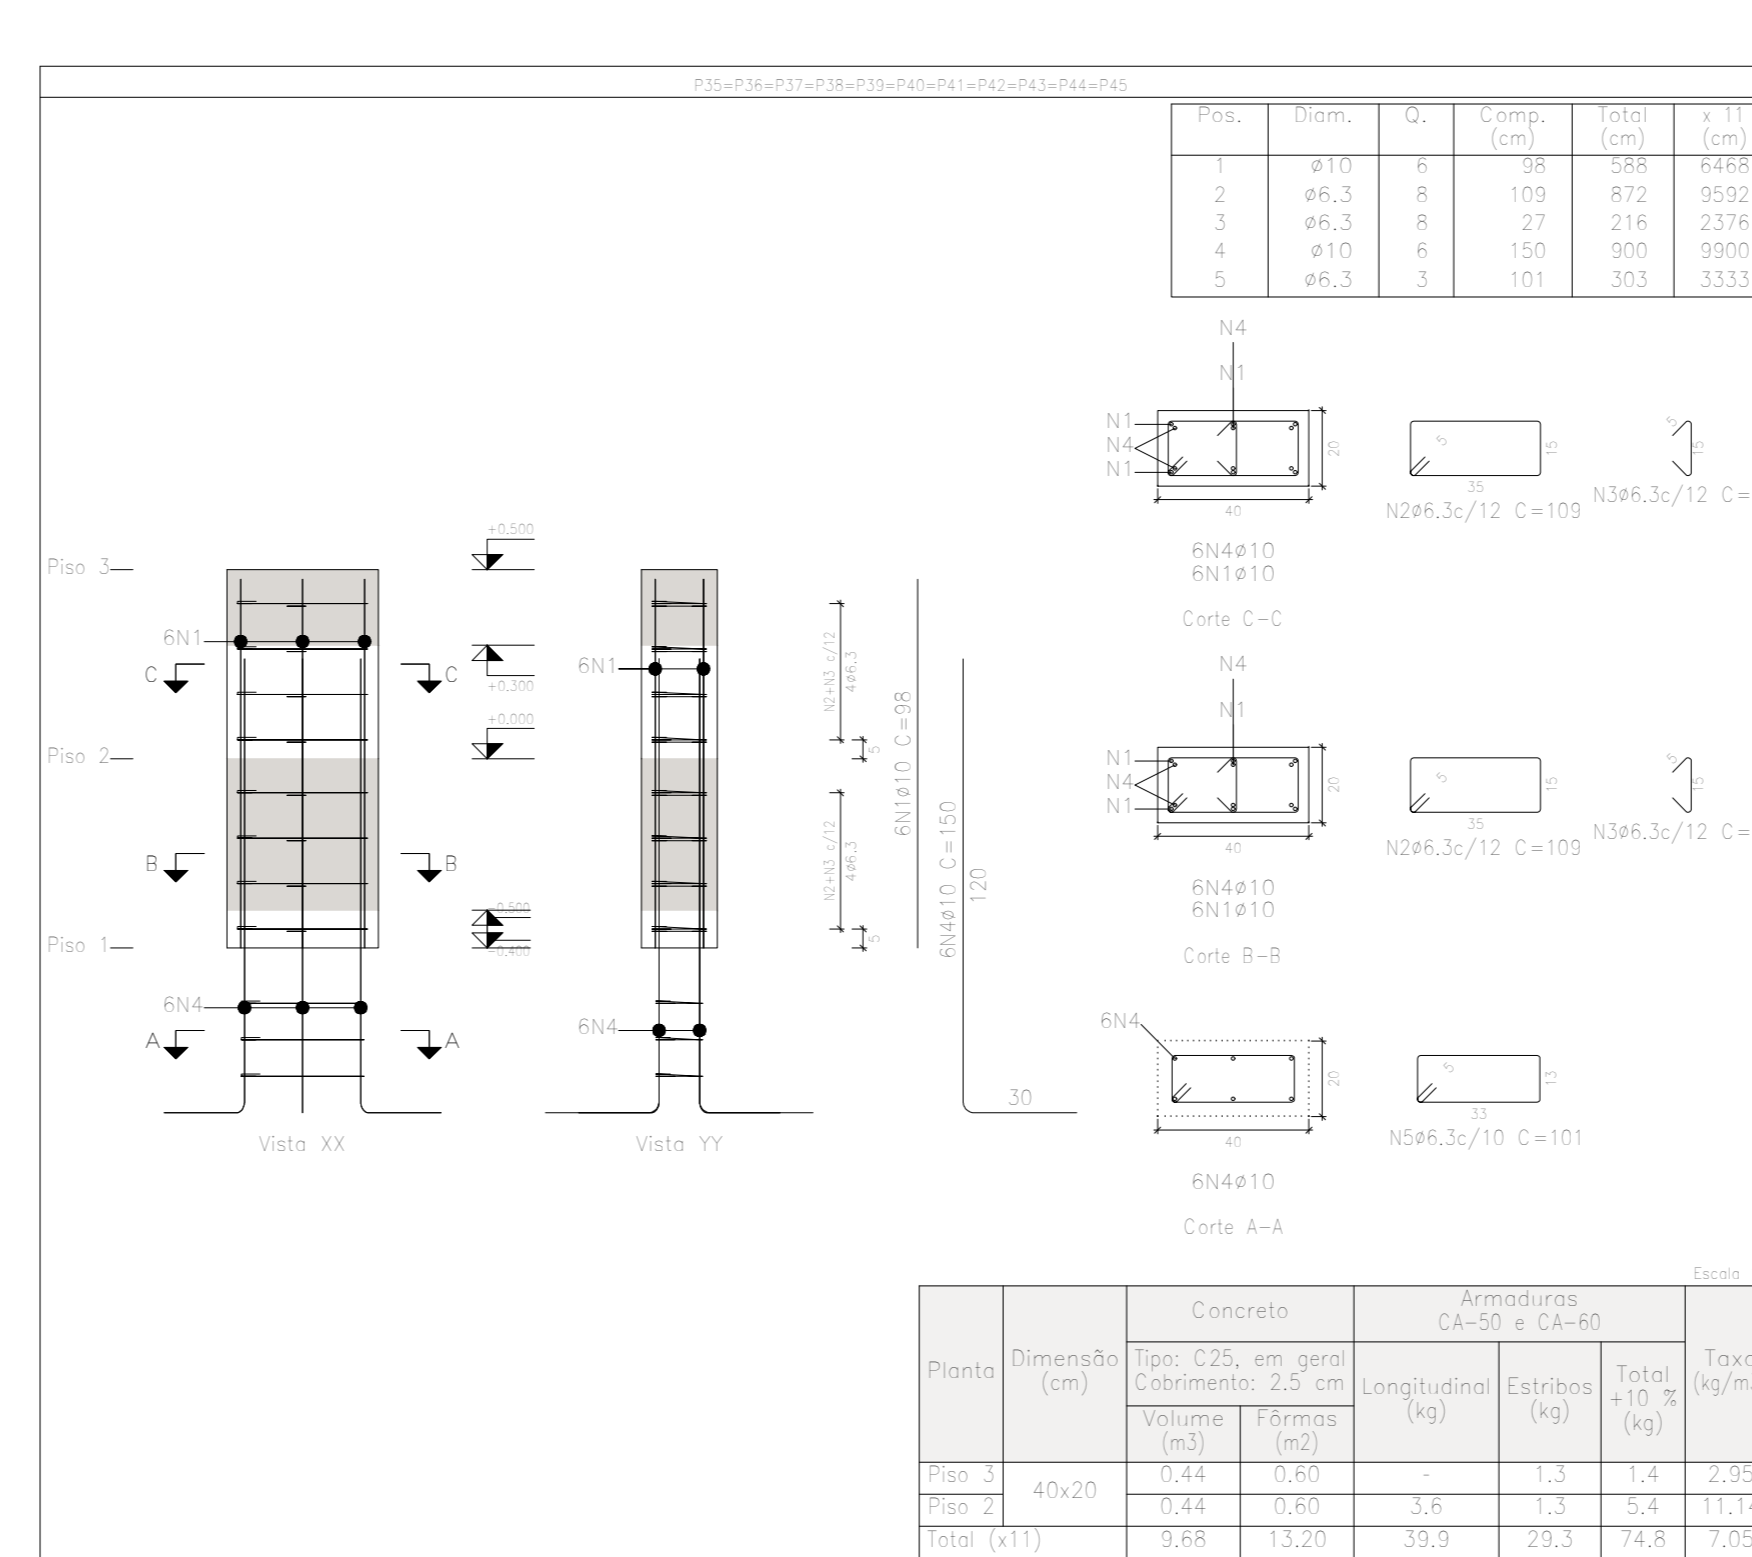 P35=P36=P37=P38=P39=P40=P41=P42=P43=P44=P45
Pos. Diam. Q. Comp. (cm) Total (cm) x 11 (cm)
1 ø10 6 98 588 6468
2 ø6.3 8 109 872 9592
3 ø6.3 8 27 216 2376
4 ø10 6 150 900 9900
5 ø6.3 3 101 303 3333
Piso 3
Piso 2
Piso 1
6N1
C C
B B
6N4
A A
Vista XX
+0.500
+0.300
+0.000
-0.500
-0.400
6N1
6N4
Vista YY
N2+N3 c/12
4ø6.3
5
N2+N3 c/12
4ø6.3
5
6N1ø10 C=98
6N4ø10 C=150
120
30
N4
N1
N1
N4
N1
20
40
6N4ø10
6N1ø10
Corte C-C
5
15
35
N2ø6.3c/12 C=109
5
15
N3ø6.3c/12 C=
N4
N1
N1
N4
N1
20
40
6N4ø10
6N1ø10
Corte B-B
5
15
35
N2ø6.3c/12 C=109
5
15
N3ø6.3c/12 C=
6N4
20
40
6N4ø10
Corte A-A
5
13
33
N5ø6.3c/10 C=101
Escala
Planta
Dimensão (cm)
Concreto
Tipo: C25, em geral
Cobrimento: 2.5 cm
Volume (m3)
Fôrmas (m2)
Armaduras
CA-50 e CA-60
Longitudinal (kg)
Estribos (kg)
Total +10 % (kg)
Piso 3 40x20 0.44 0.60 - 1.3 1.4 2.95
Piso 2 0.44 0.60 3.6 1.3 5.4 11.14
Total (x11) 9.68 13.20 39.9 29.3 74.8 7.05